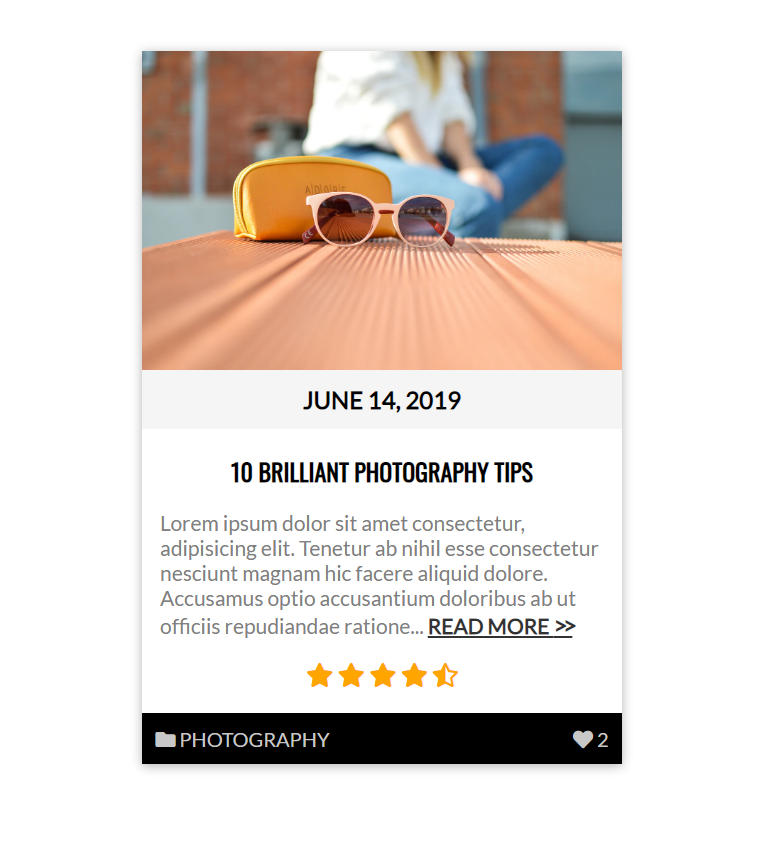 JUNE 14, 2019
10 BRILLIANT PHOTOGRAPHY TIPS
Lorem ipsum dolor sit amet consectetur,
adipisicing elit. Tenetur ab nihil esse consectetur
nesciunt magnam hic facere aliquid dolore.
Accusamus optio accusantium doloribus ab ut
officiis repudiandae ratione... READ MORE >>
PHOTOGRAPHY 2